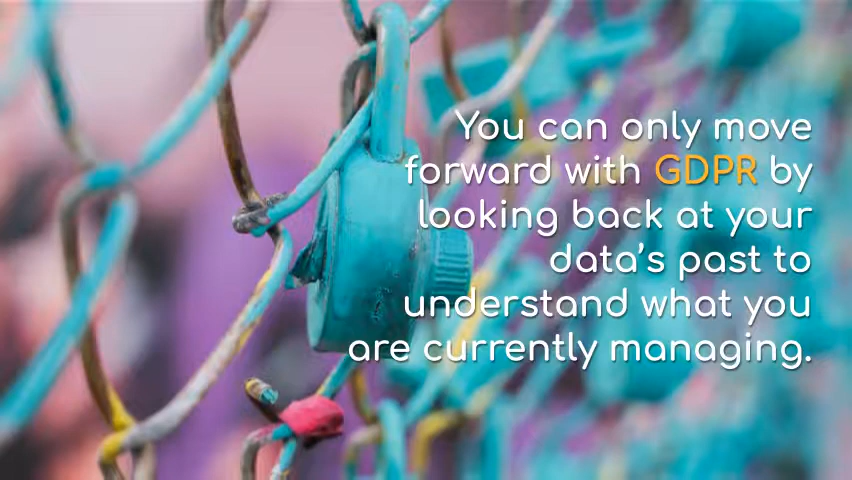 You can only move
forward with GDPR by
looking back at your
data’s past to
understand what you
are currently managing.